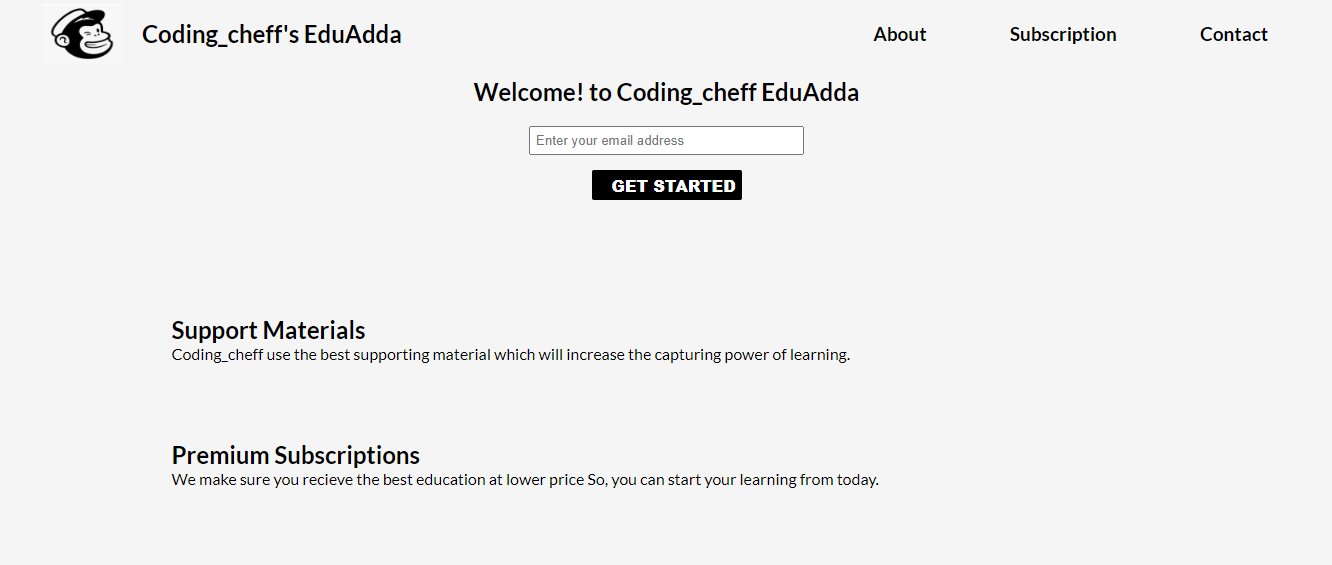 Coding_cheff's EduAdda
About
Subscription
Contact
Welcome! to Coding_cheff EduAdda
Enter your email address
GET STARTED
Support Materials
Coding_cheff use the best supporting material which will increase the capturing power of learning.
Premium Subscriptions
We make sure you recieve the best education at lower price So, you can start your learning from today.